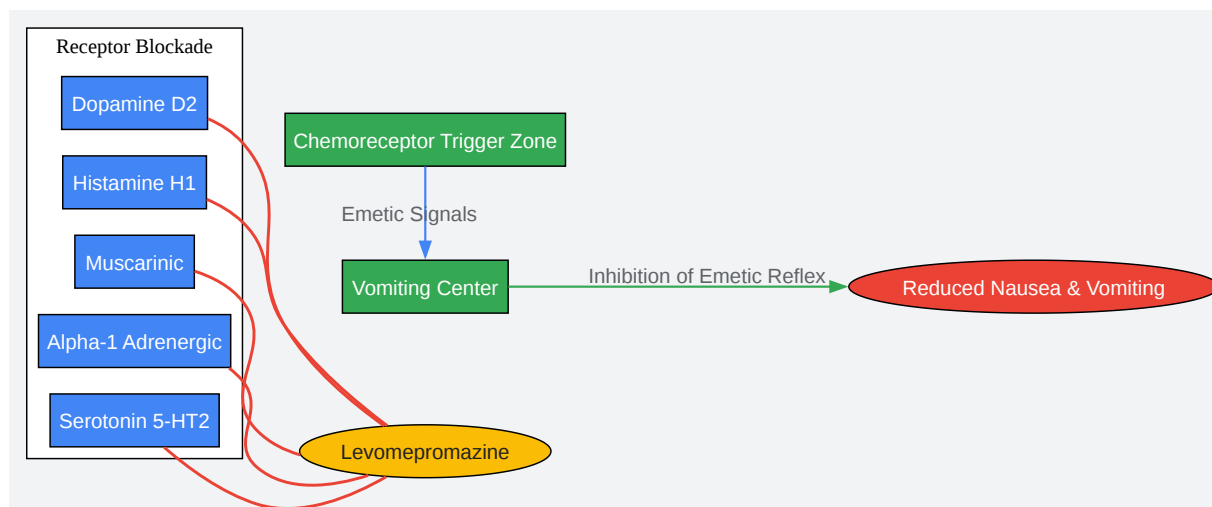 Receptor Blockade
Dopamine D2
Histamine H1
Muscarinic
Alpha-1 Adrenergic
Serotonin 5-HT2
Chemoreceptor Trigger Zone
Emetic Signals
Vomiting Center
Inhibition of Emetic Reflex
Reduced Nausea & Vomiting
Levomepromazine